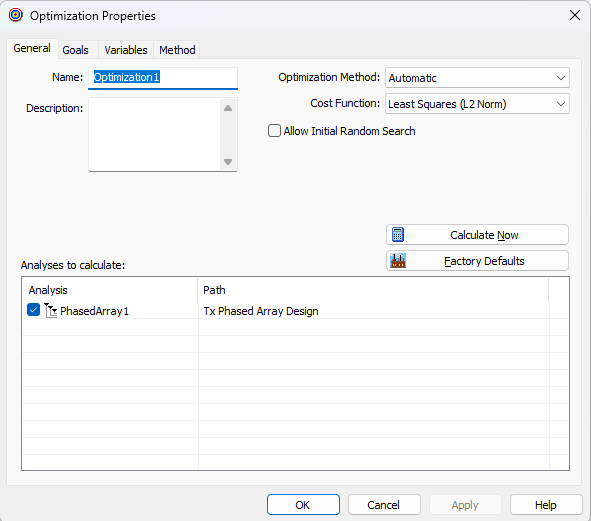 Optimization Properties
General Goals Variables Method
Name: Optimization1
Optimization Method: Automatic
Cost Function: Least Squares (L2 Norm)
Description:
Allow Initial Random Search
Calculate Now
Factory Defaults
Analyses to calculate:
Analysis Path
PhasedArray1 Tx Phased Array Design
OK Cancel Apply Help